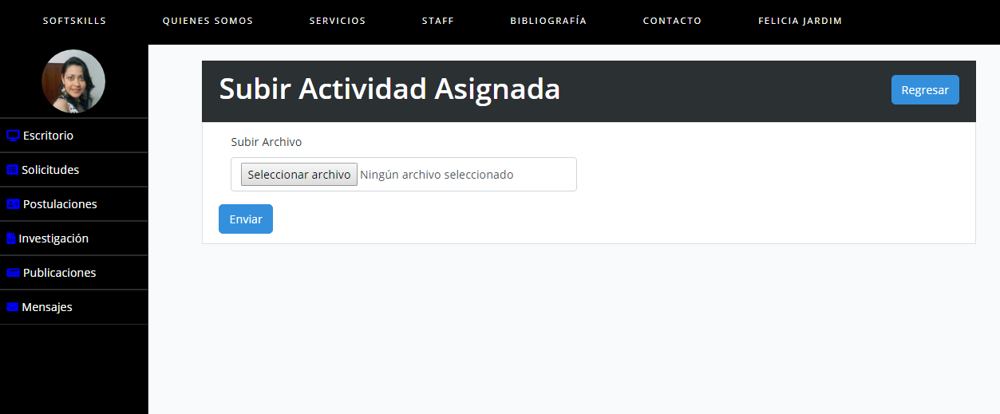 SOFTSKILLS QUIENES SOMOS SERVICIOS STAFF BIBLIOGRAFÍA CONTACTO FELICIA JARDIM
Subir Actividad Asignada
Regresar
Escritorio
Solicitudes
Postulaciones
Investigación
Publicaciones
Mensajes
Subir Archivo
Seleccionar archivo Ningún archivo seleccionado
Enviar